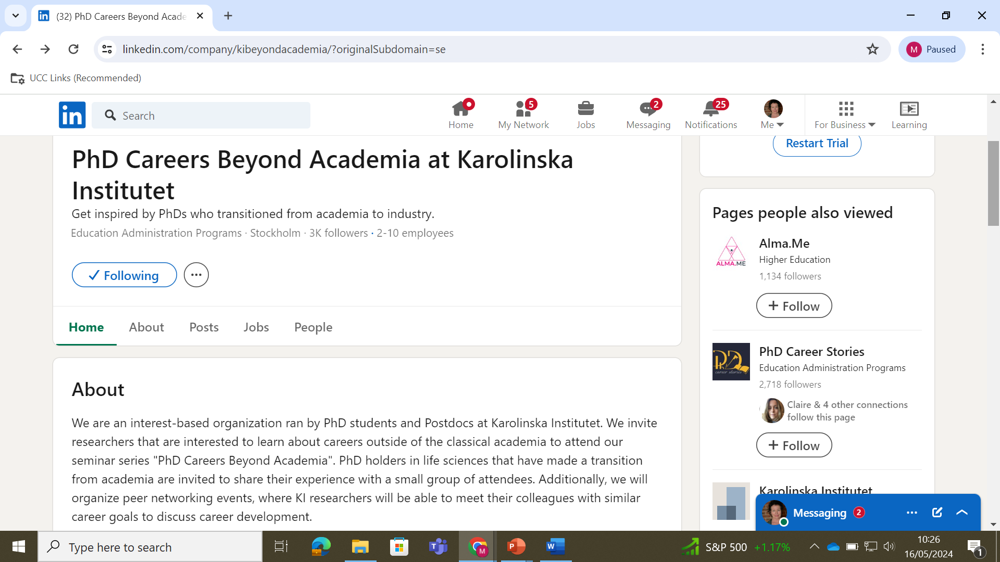 (32) PhD Careers Beyond Acade
linkedin.com/company/kibeyondacademia/?originalSubdomain=se
M Paused
UCC Links (Recommended)
in
Search
5
2
25
Home
My Network
Jobs
Messaging
Notifications
Me
For Business
Learning
Restart Trial
PhD Careers Beyond Academia at Karolinska
Institutet
Get inspired by PhDs who transitioned from academia to industry.
Education Administration Programs · Stockholm · 3K followers · 2-10 employees
Following
Home About Posts Jobs People
About
We are an interest-based organization ran by PhD students and Postdocs at Karolinska Institutet. We invite
researchers that are interested to learn about careers outside of the classical academia to attend our
seminar series "PhD Careers Beyond Academia". PhD holders in life sciences that have made a transition
from academia are invited to share their experience with a small group of attendees. Additionally, we will
organize peer networking events, where KI researchers will be able to meet their colleagues with similar
career goals to discuss career development.
Pages people also viewed
ALMA.ME
Alma.Me
Higher Education
1,134 followers
+ Follow
PhD
career stories
PhD Career Stories
Education Administration Programs
2,718 followers
Claire & 4 other connections
follow this page
+ Follow
Karolinska Institutet
Messaging 2
Type here to search
T
M
P
W
S&P 500 +1.17%
10:26
16/05/2024
1